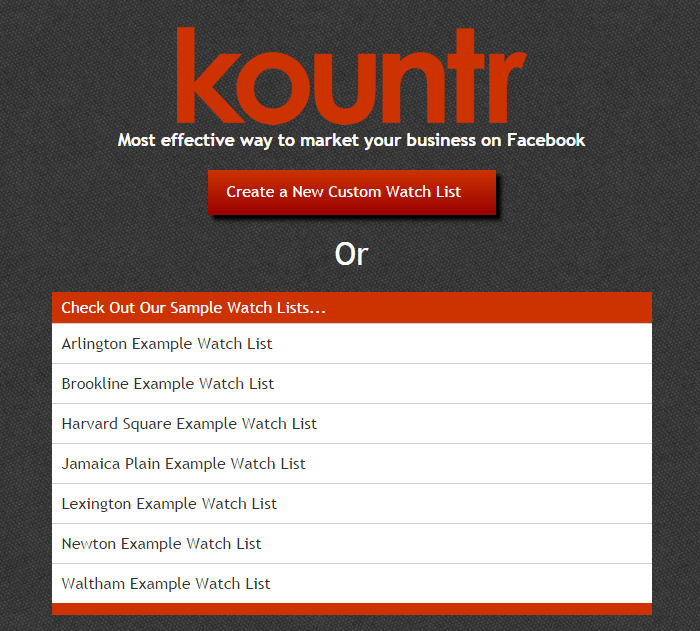 kountr
Most effective way to market your business on Facebook
Create a New Custom Watch List
Or
Check Out Our Sample Watch Lists...
Arlington Example Watch List
Brookline Example Watch List
Harvard Square Example Watch List
Jamaica Plain Example Watch List
Lexington Example Watch List
Newton Example Watch List
Waltham Example Watch List